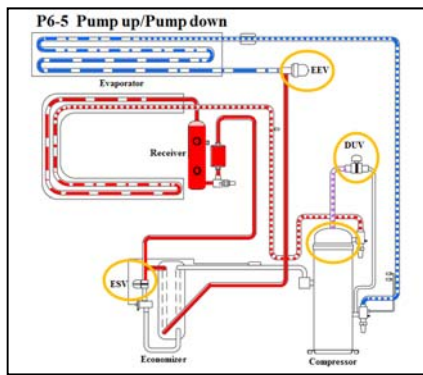 P6-5 Pump up/Pump down
EEV
Evaporator
DUV
Receiver
ESV
Economizer
Compressor